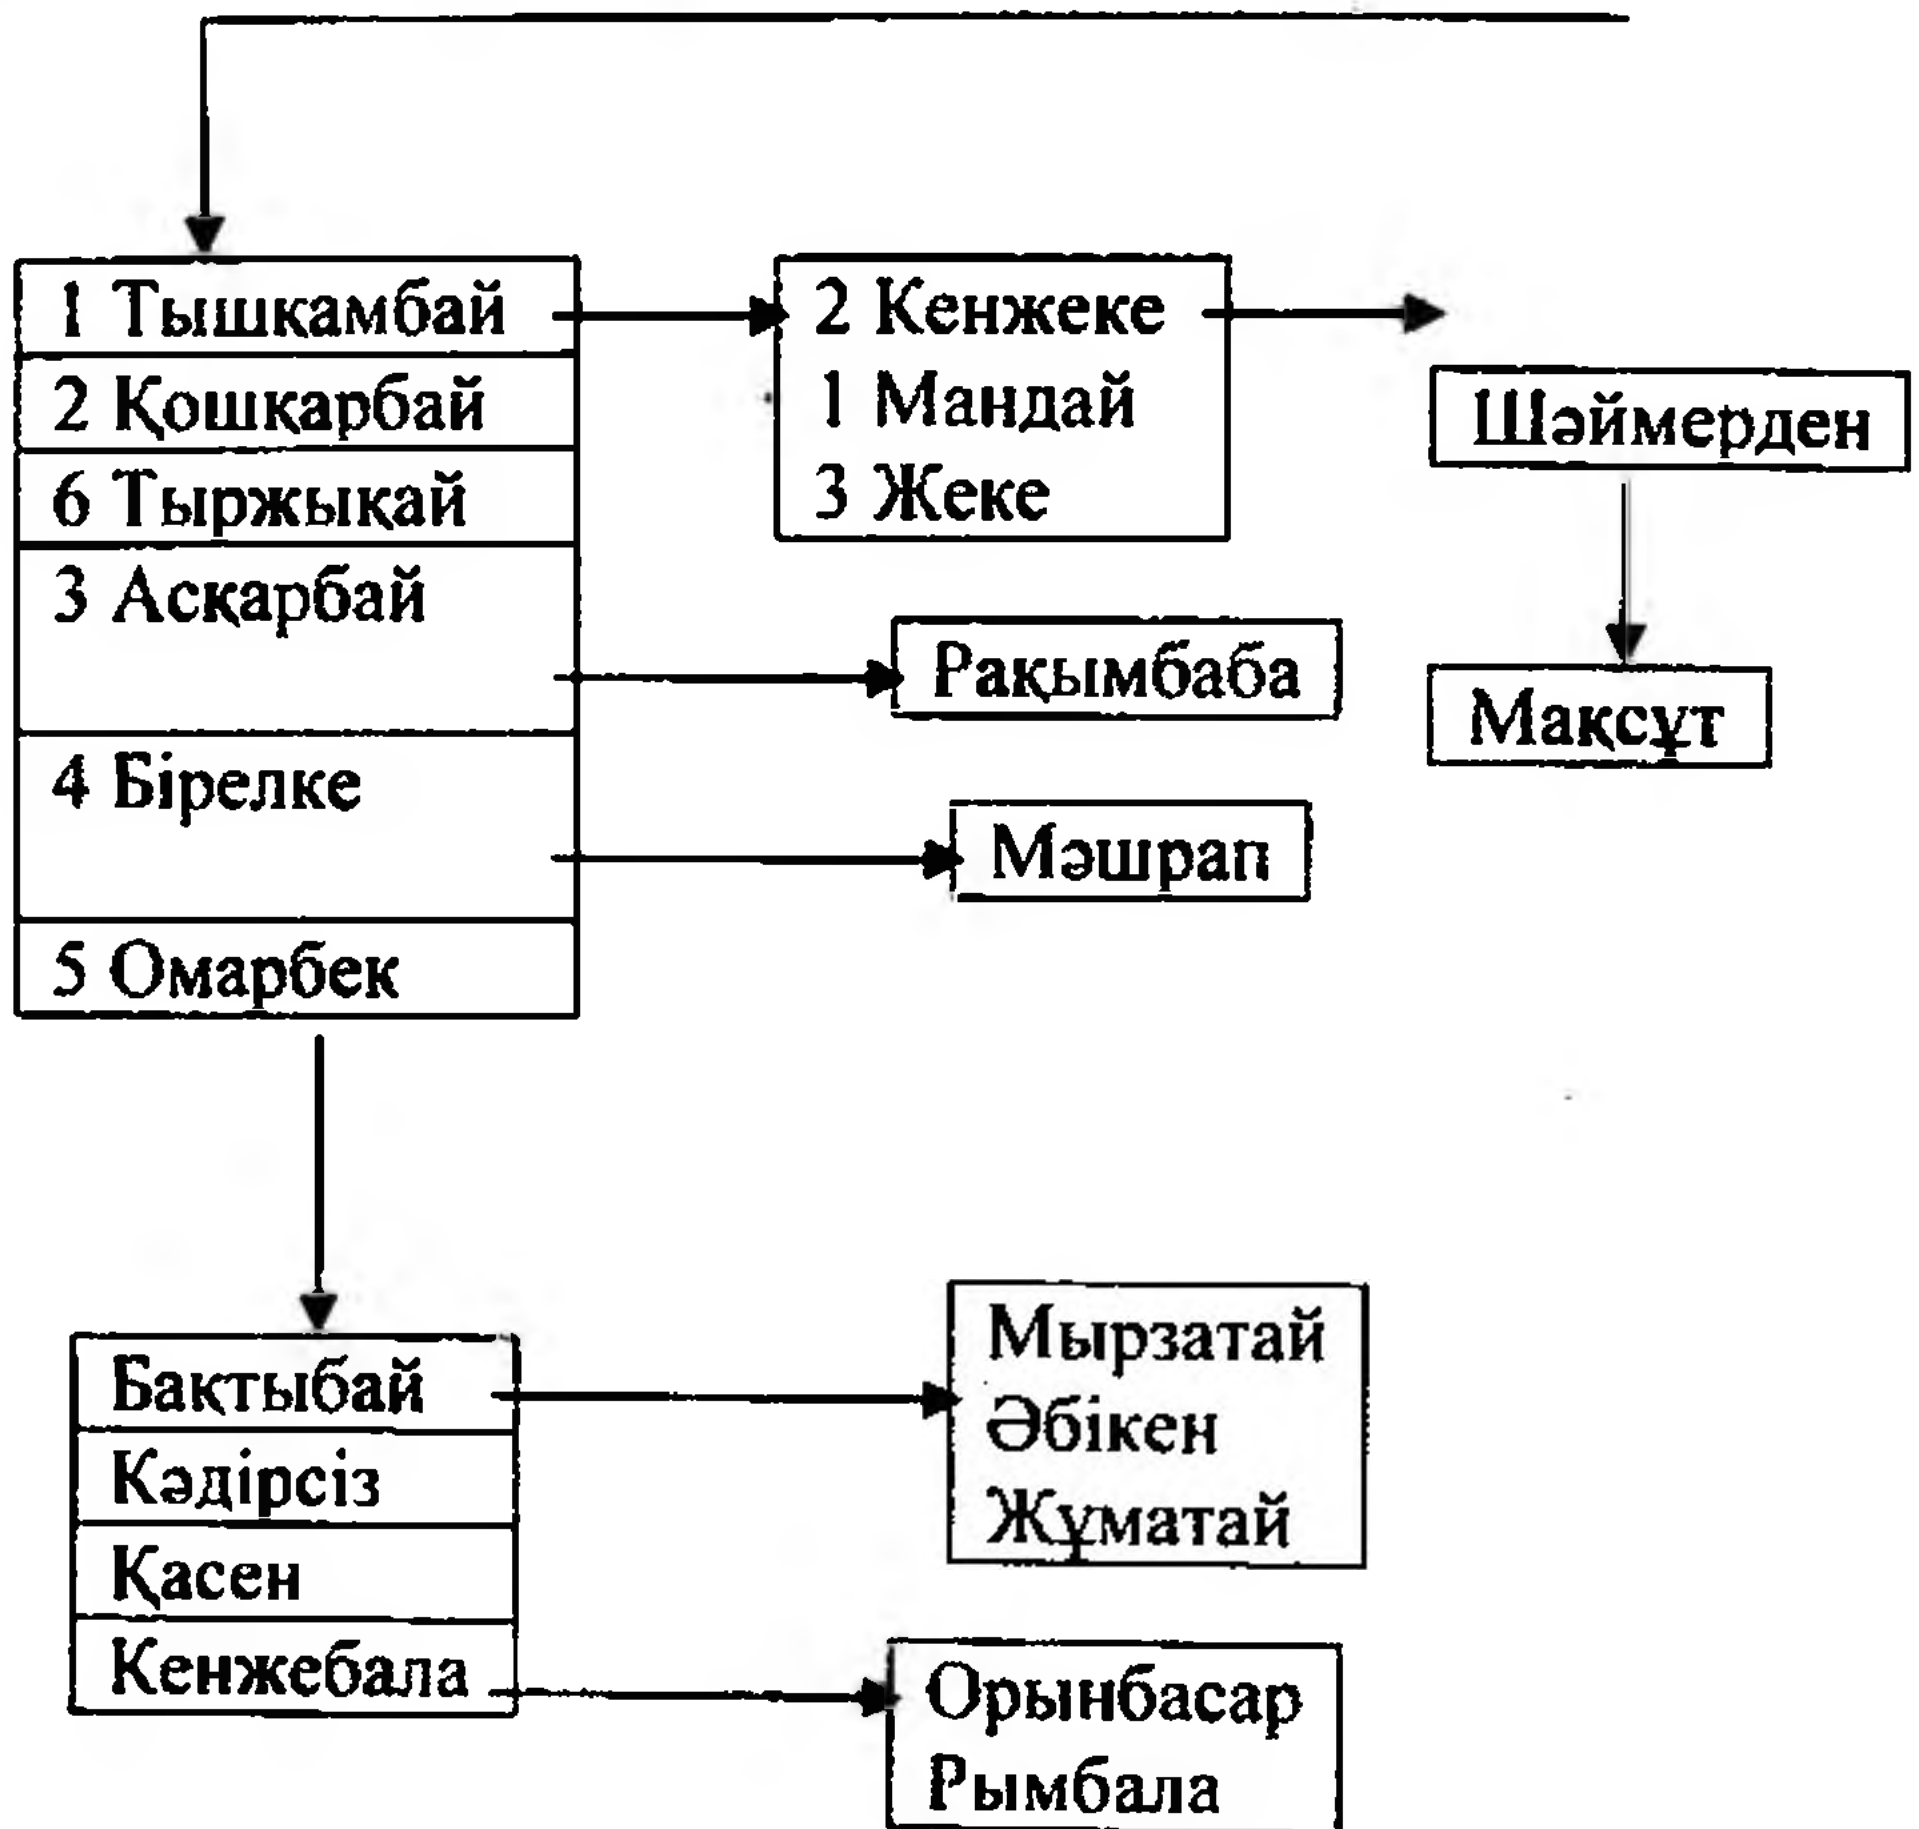 1 Тышқамбай
2 Қошқарбай
6 Тыржықай
3 Асқарбай
4 Бірелке
5 Омарбек
2 Кенжеке
1 Мандай
3 Жеке
Шәймерден
Мақсұт
Рақымбаба
Мәшрап
Бақтыбай
Кәдірсіз
Қасен
Кенжебала
Мырзатай
Әбікен
Жұматай
Орынбасар
Рымбала